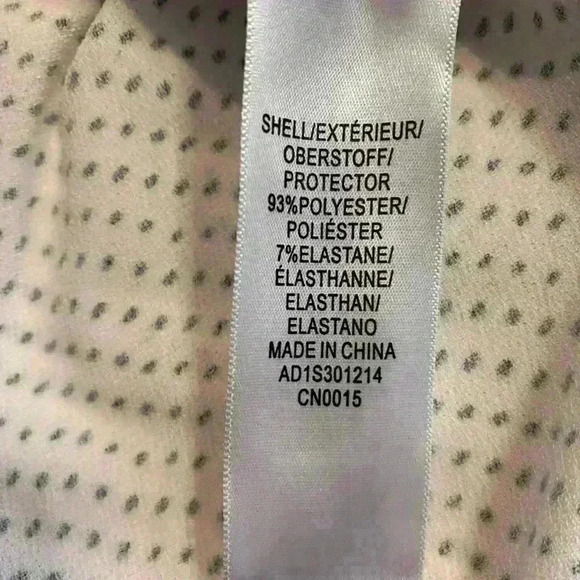 SHELL/EXTÉRIEUR/
OBERSTOFF/
PROTECTOR
93%POLYESTER/
POLIÉSTER
7%ELASTANE/
ÉLASTHANNE/
ELASTHAN/
ELASTANO
MADE IN CHINA
AD1S301214
CN0015